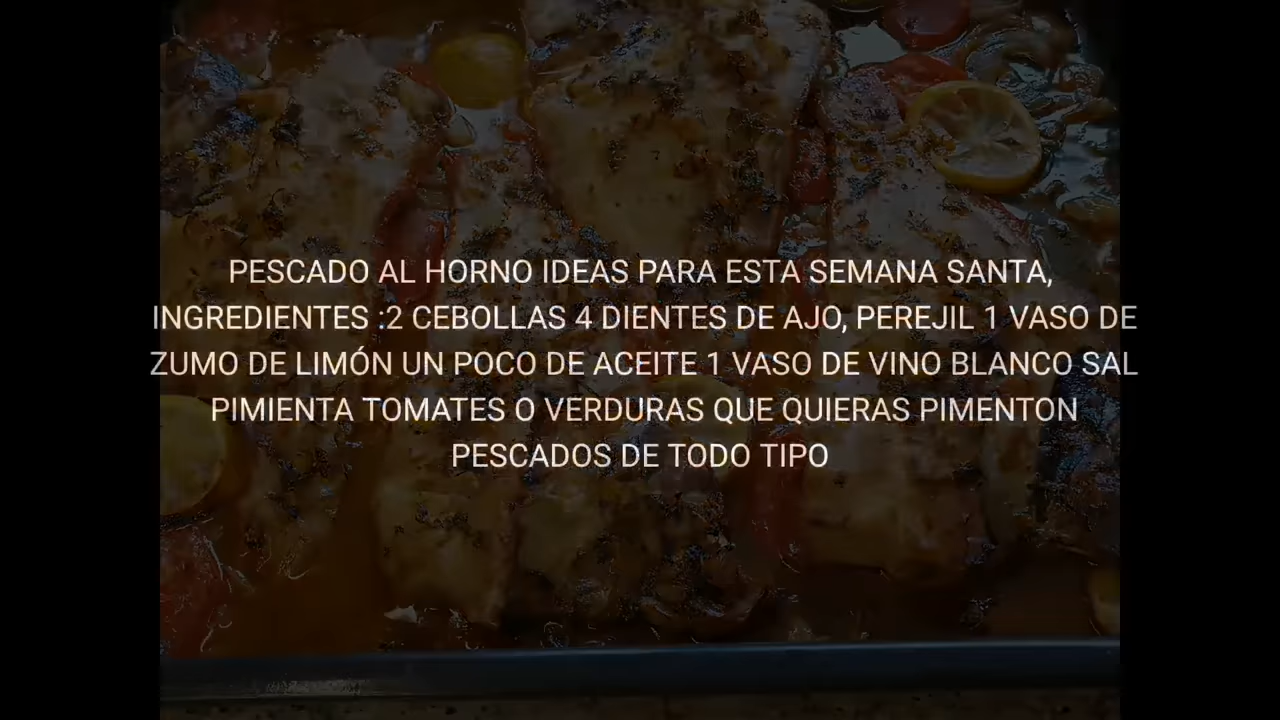 PESCADO AL HORNO IDEAS PARA ESTA SEMANA SANTA,
INGREDIENTES :2 CEBOLLAS 4 DIENTES DE AJO, PEREJIL 1 VASO DE
ZUMO DE LIMÓN UN POCO DE ACEITE 1 VASO DE VINO BLANCO SAL
PIMIENTA TOMATES O VERDURAS QUE QUIERAS PIMENTON
PESCADOS DE TODO TIPO